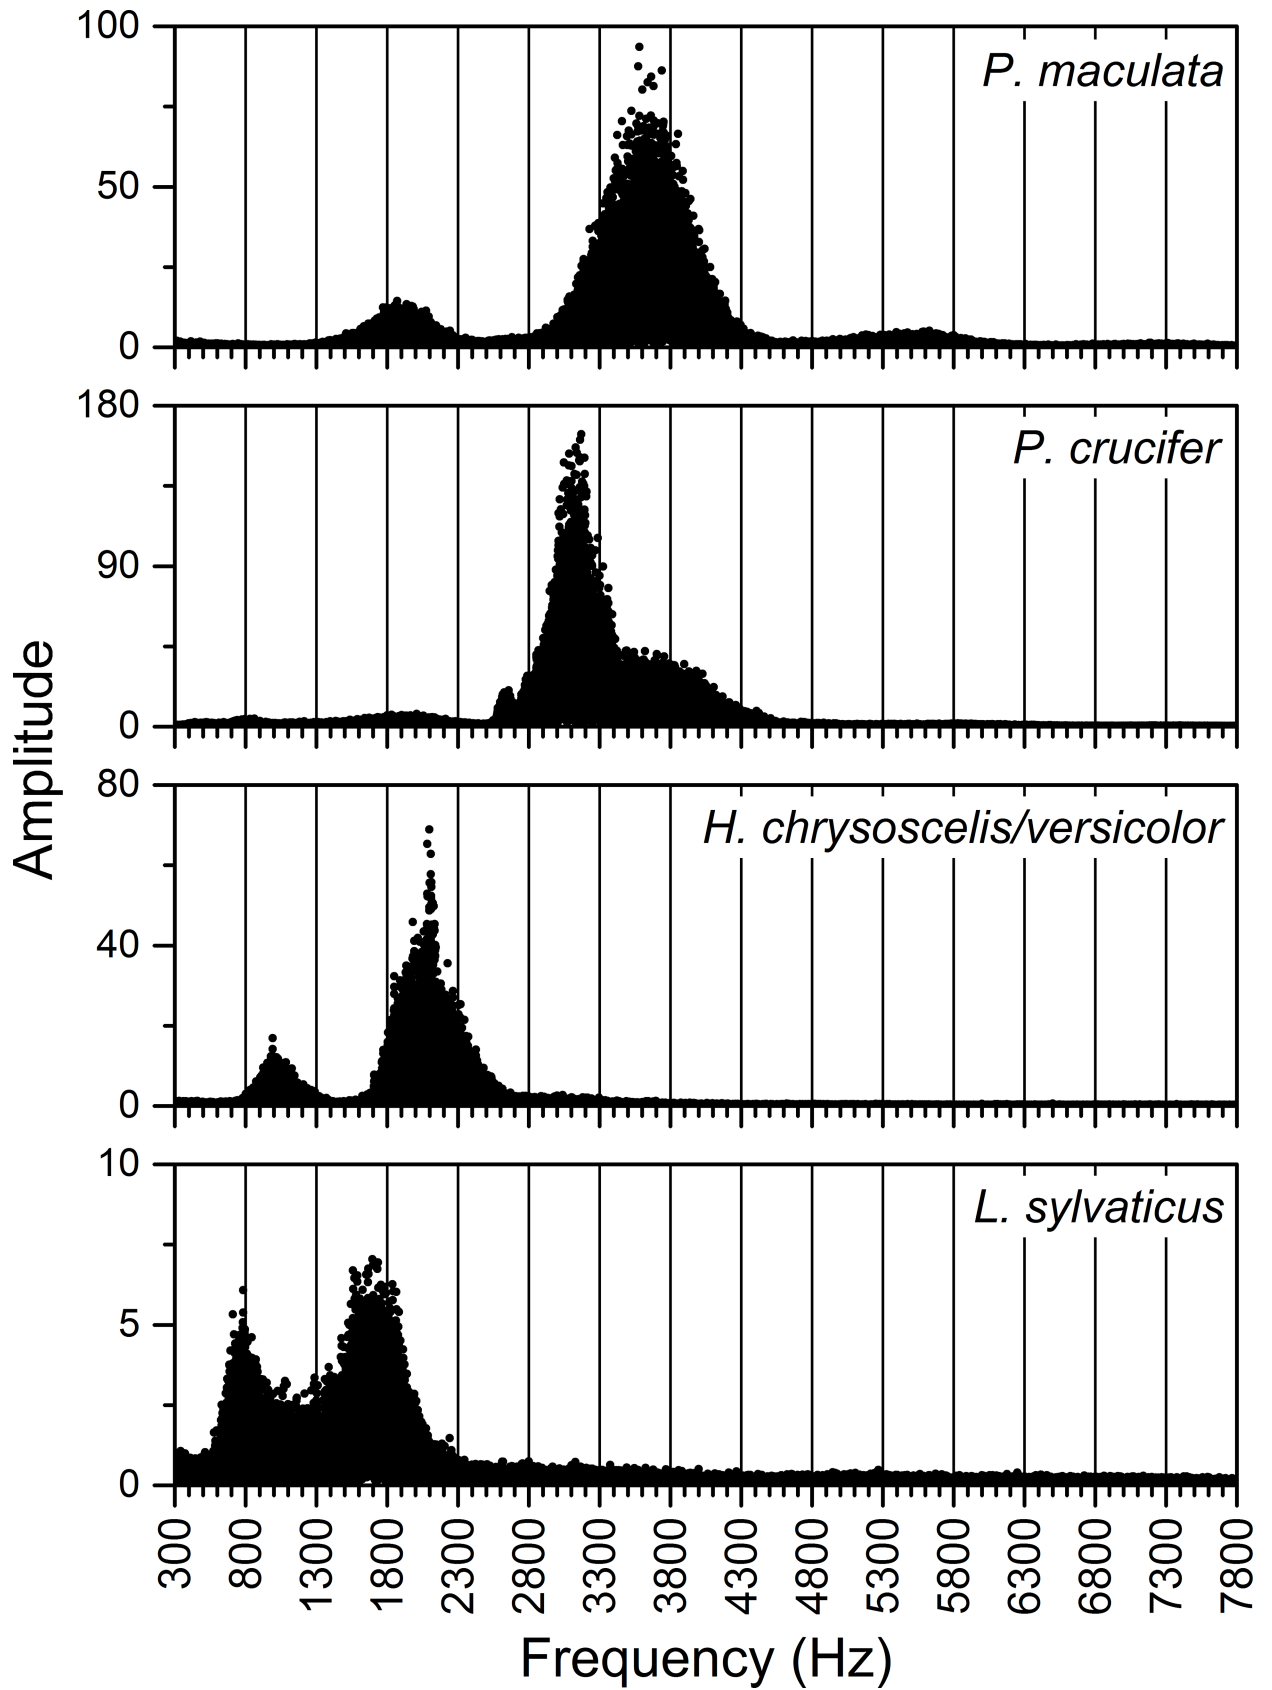 100
P. maculata
50
0
180
P. crucifer
90
0
80
H. chrysoscelis/versicolor
40
0
10
L. sylvaticus
5
0
Amplitude
300 800 1300 1800 2300 2800 3300 3800 4300 4800 5300 5800 6300 6800 7300 7800
Frequency (Hz)